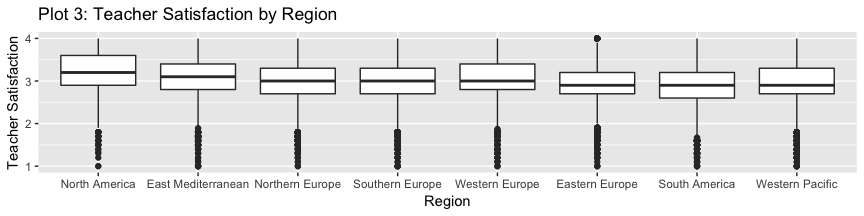 Plot 3: Teacher Satisfaction by Region
Teacher Satisfaction
4
3
2
1
North America East Mediterranean Northern Europe Southern Europe Western Europe Eastern Europe South America Western Pacific
Region